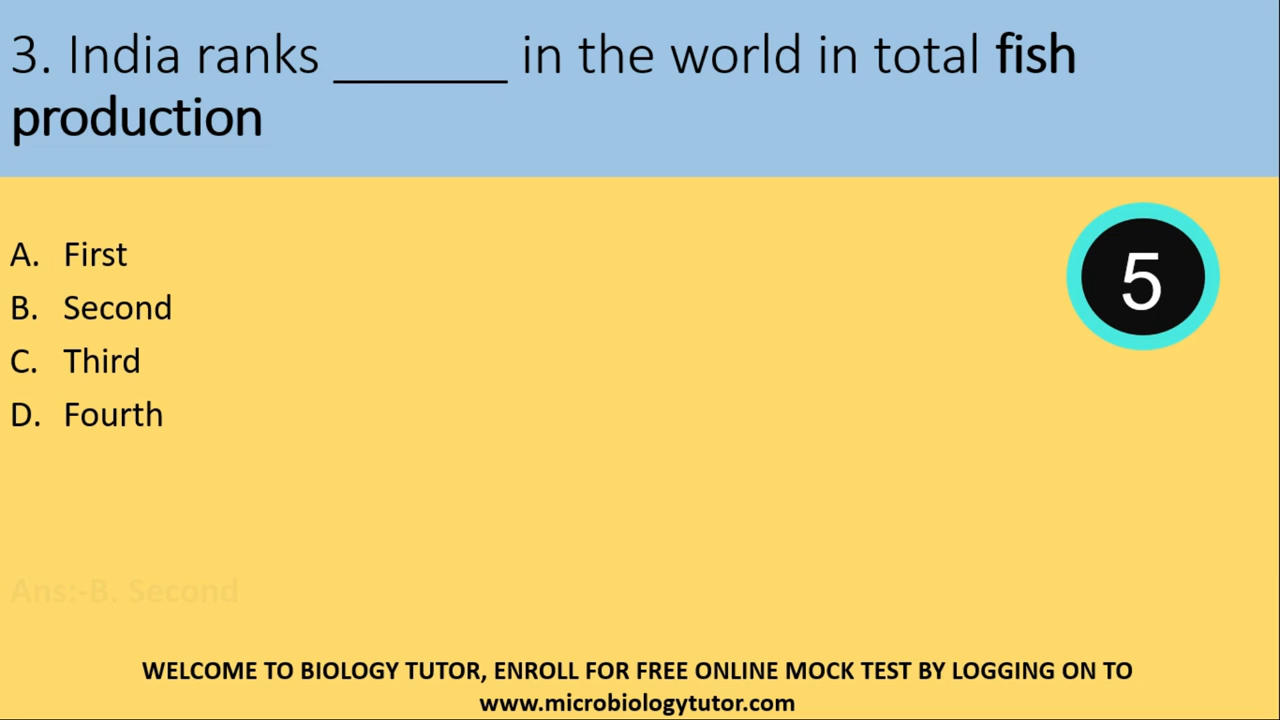 3. India ranks _______ in the world in total fish
production
A. First
B. Second
C. Third
D. Fourth
5
Ans:-B. Second
WELCOME TO BIOLOGY TUTOR, ENROLL FOR FREE ONLINE MOCK TEST BY LOGGING ON TO
www.microbiologytutor.com